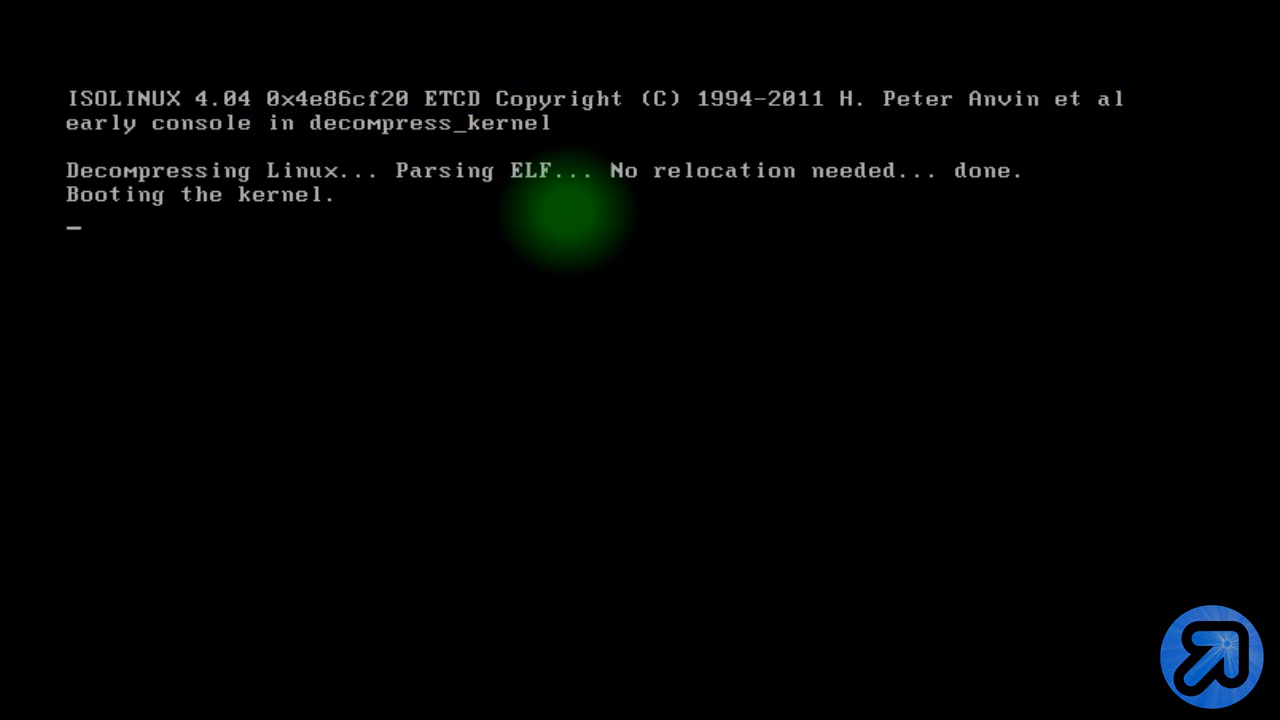 ISOLINUX 4.04 0x4e86cf20 ETCD Copyright (C) 1994-2011 H. Peter Anvin et al
early console in decompress_kernel
Decompressing Linux... Parsing ELF... No relocation needed... done.
Booting the kernel.